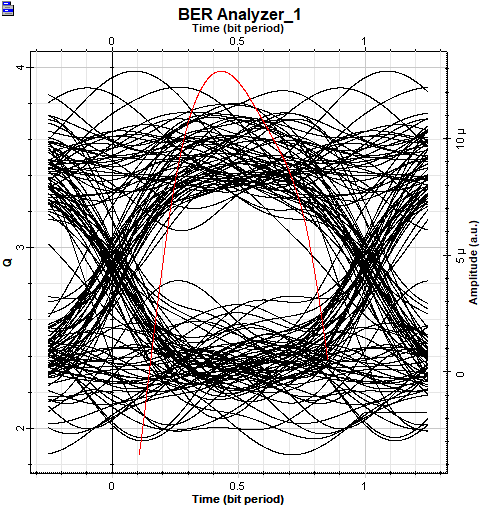 BER Analyzer_1
Time (bit period)
0 0.5 1
4
3
2
Q
10 µ
5 µ
0
Amplitude (a.u.)
0 0.5 1
Time (bit period)